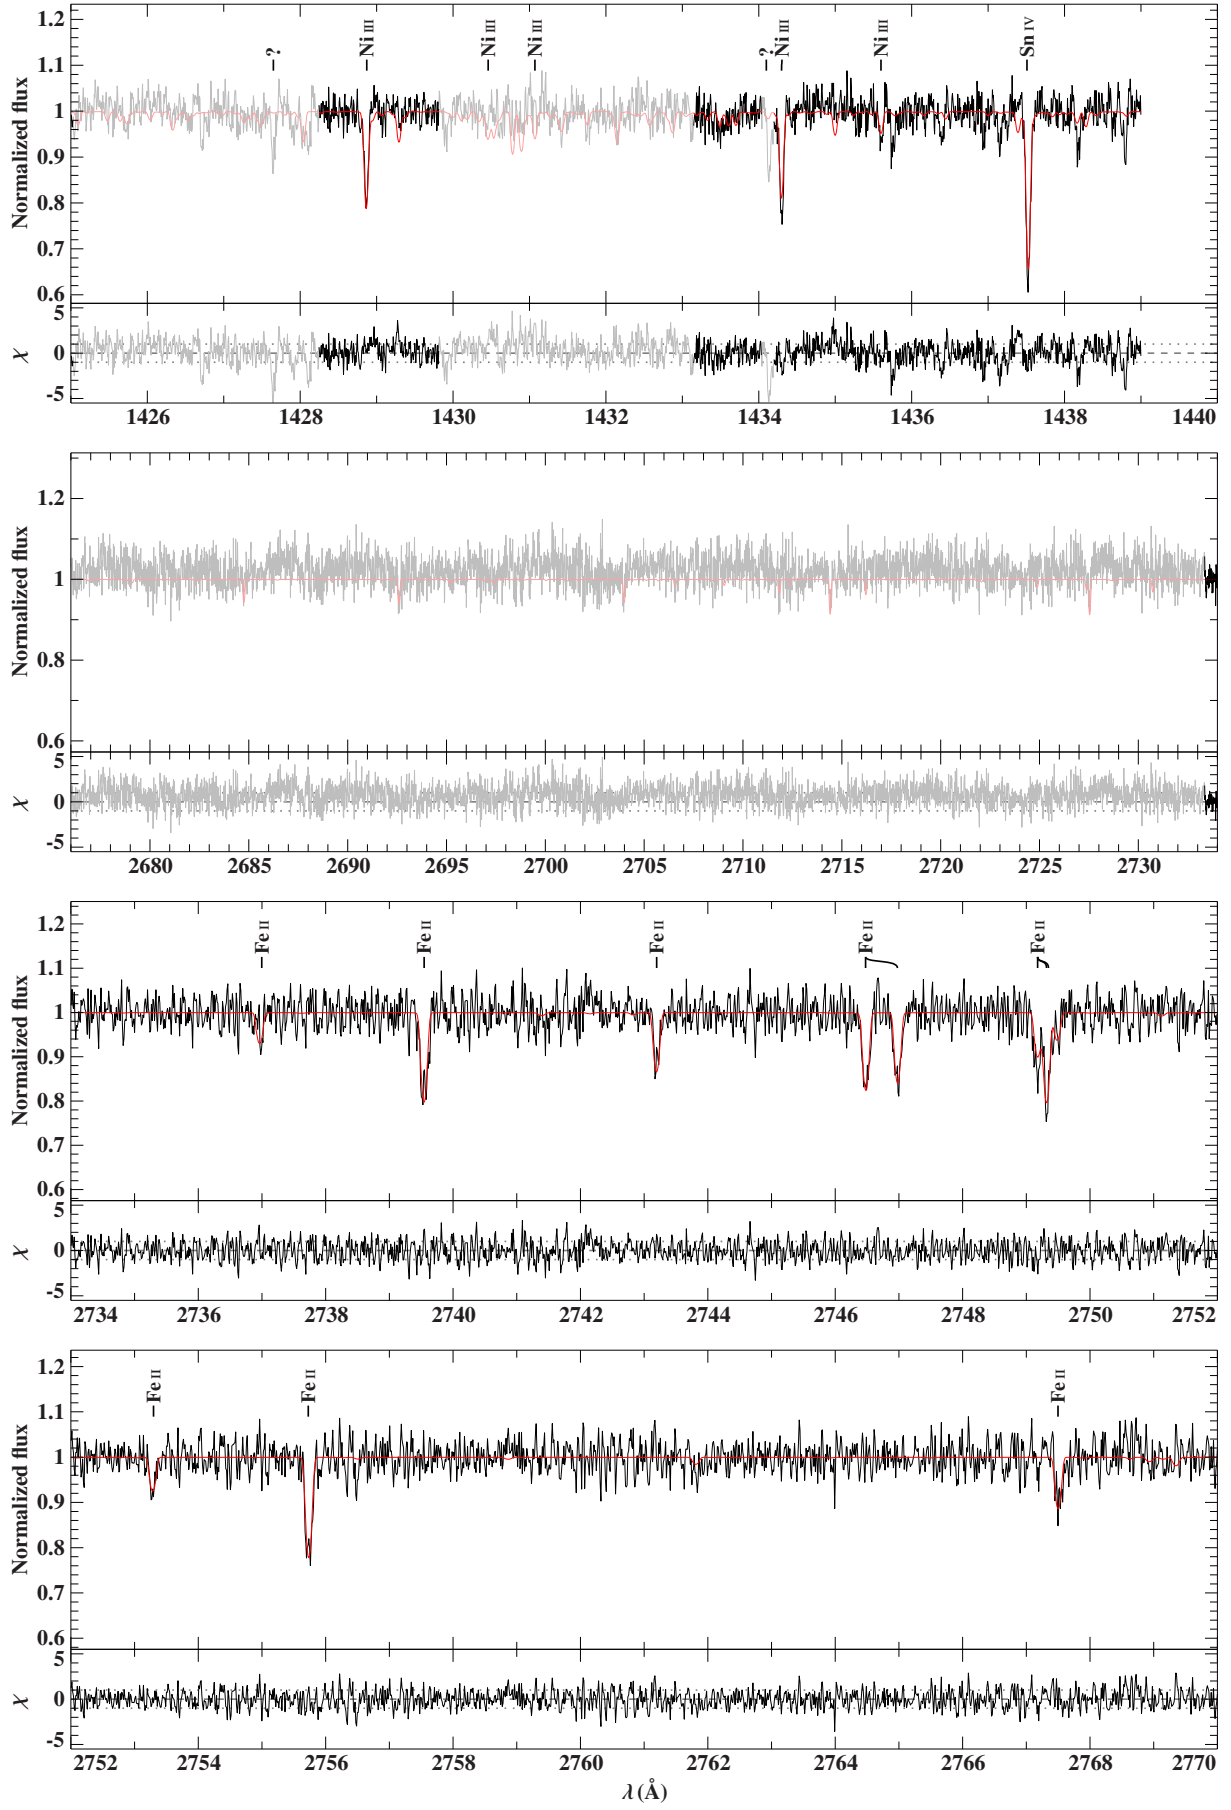 ? Ni III Ni III Ni III ? Ni III Ni III Sn IV
Normalized flux
1.2
1.1
1
0.9
0.8
0.7
0.6
χ
5
0
-5
1426 1428 1430 1432 1434 1436 1438 1440
Normalized flux
1.2
1
0.8
0.6
χ
5
0
-5
2680 2685 2690 2695 2700 2705 2710 2715 2720 2725 2730
Fe II Fe II Fe II Fe II Fe II
Normalized flux
1.2
1.1
1
0.9
0.8
0.7
0.6
χ
5
0
-5
2734 2736 2738 2740 2742 2744 2746 2748 2750 2752
Fe II Fe II Fe II
Normalized flux
1.2
1.1
1
0.9
0.8
0.7
0.6
χ
5
0
-5
2752 2754 2756 2758 2760 2762 2764 2766 2768 2770
λ (Å)